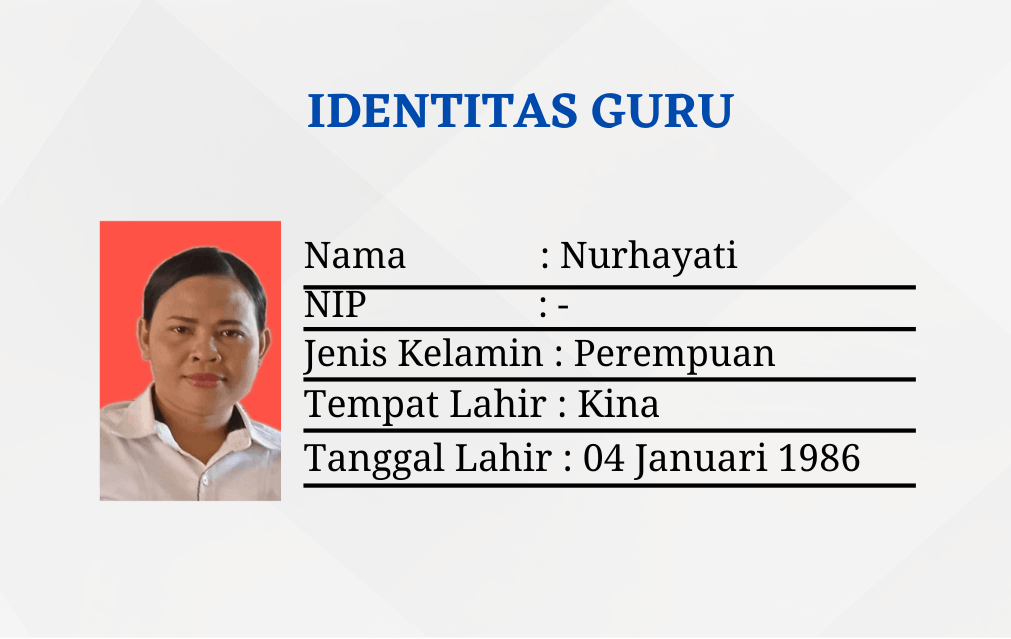 IDENTITAS GURU
Nama : Nurhayati
NIP : -
Jenis Kelamin : Perempuan
Tempat Lahir : Kina
Tanggal Lahir : 04 Januari 1986